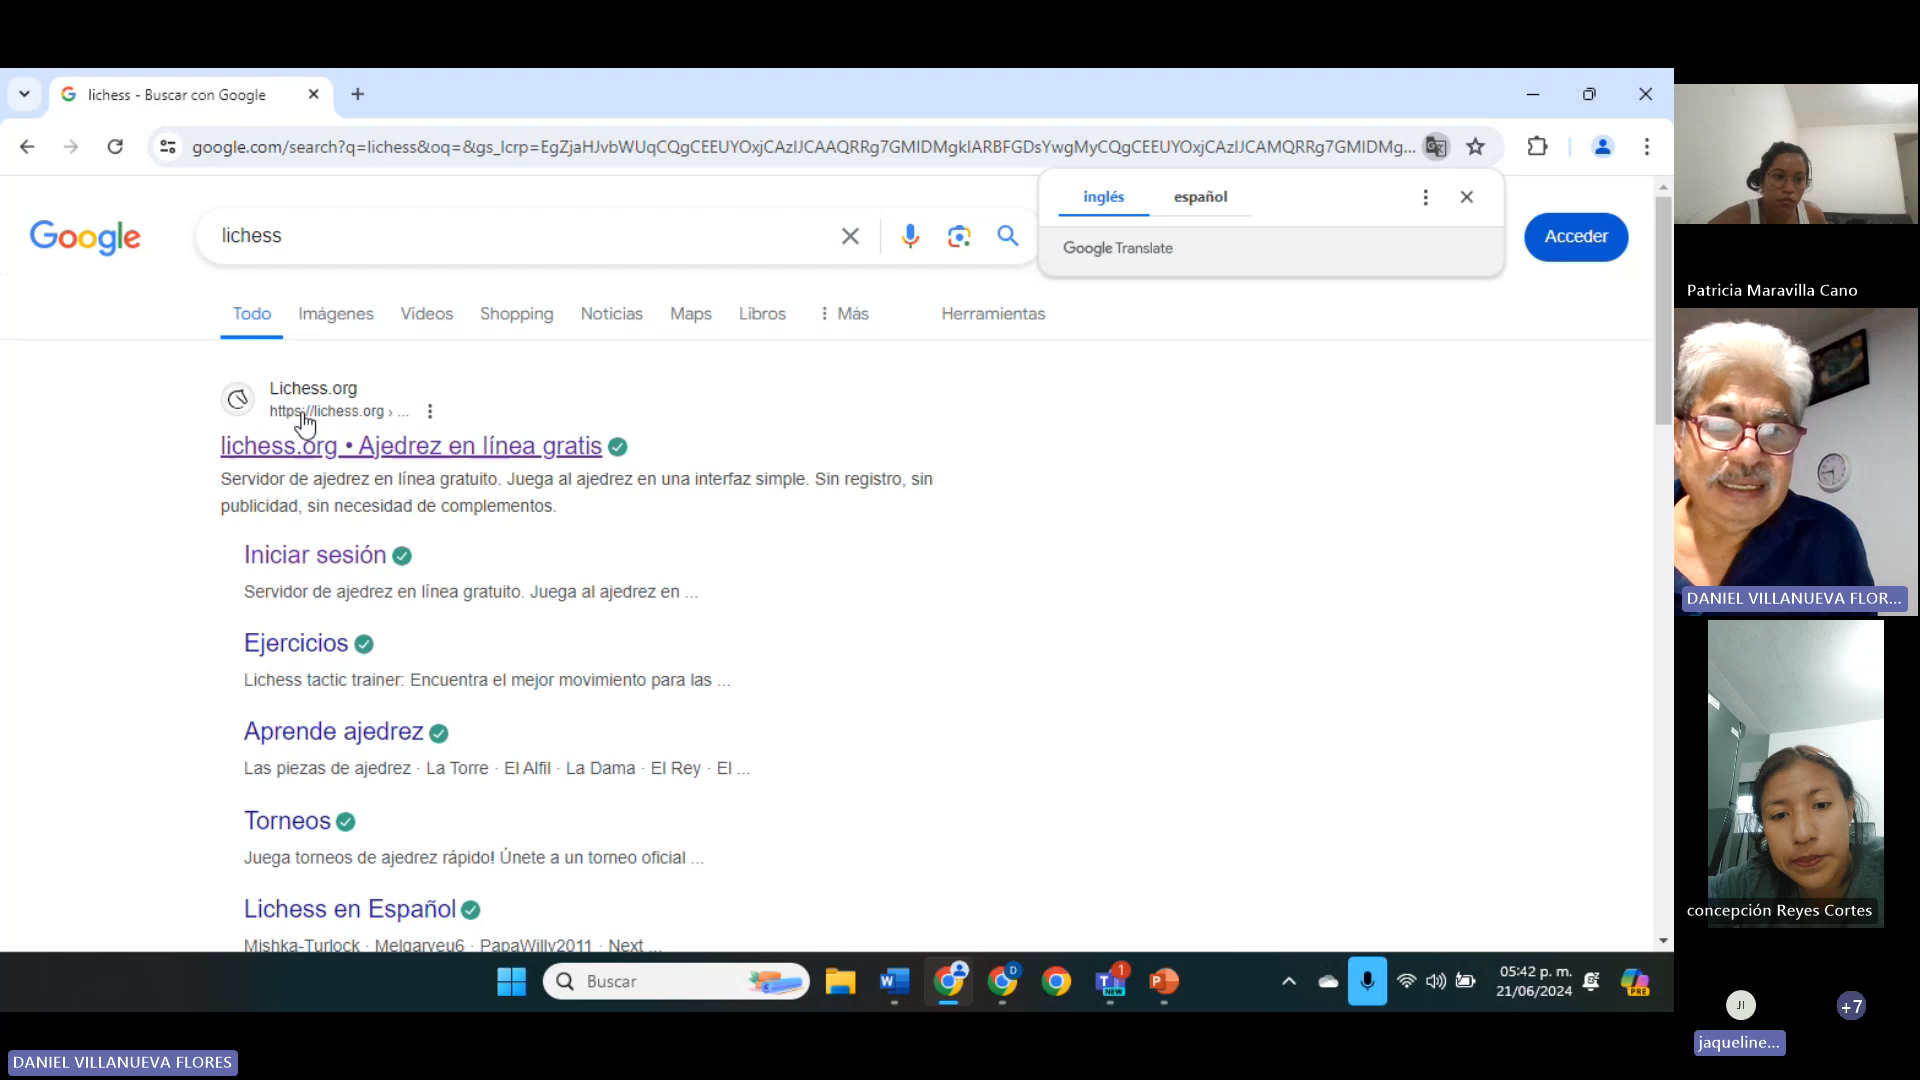 lichess - Buscar con Google
google.com/search?q=lichess&oq=&gs_lcrp=EgZjaHJvbWUqCQgCEEUYOxjCAzIJCAAQRRg7GMIDMgkIARBFGDsYwgMyCQgCEEUYOxjCAzIJCAMQRRg7GMIDMg...
inglés español
Google Translate
Google
lichess
Acceder
Todo Imágenes Videos Shopping Noticias Maps Libros Más Herramientas
Lichess.org
https://lichess.org › ...
lichess.org • Ajedrez en línea gratis
Servidor de ajedrez en línea gratuito. Juega al ajedrez en una interfaz simple. Sin registro, sin
publicidad, sin necesidad de complementos.
Iniciar sesión
Servidor de ajedrez en línea gratuito. Juega al ajedrez en ...
Ejercicios
Lichess tactic trainer: Encuentra el mejor movimiento para las ...
Aprende ajedrez
Las piezas de ajedrez · La Torre · El Alfil · La Dama · El Rey · El ...
Torneos
Juega torneos de ajedrez rápido! Únete a un torneo oficial ...
Lichess en Español
Mishka-Turlock · Melgarveu6 · PapaWilly2011 · Next ...
Buscar
D
1
NEW
PRE
05:42 p. m.
21/06/2024
Patricia Maravilla Cano
DANIEL VILLANUEVA FLOR...
concepción Reyes Cortes
JI
+7
jaqueline...
DANIEL VILLANUEVA FLORES